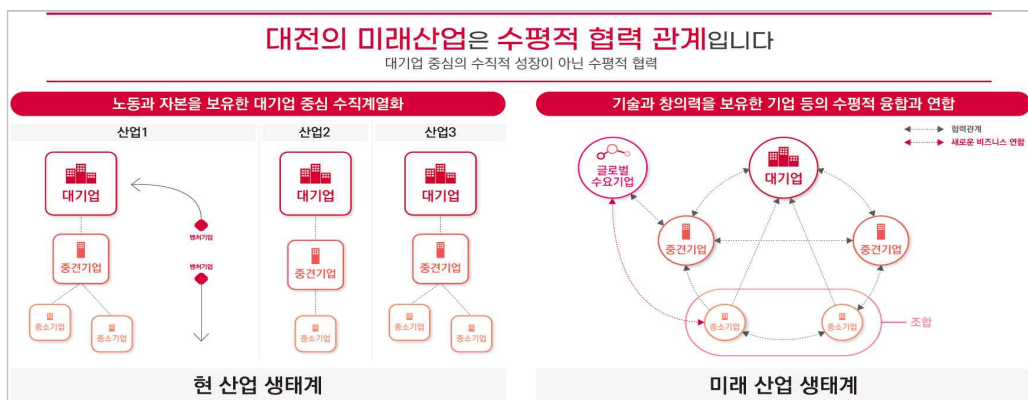 대전의 미래산업은 수평적 협력 관계입니다
대기업 중심의 수직적 성장이 아닌 수평적 협력
노동과 자본을 보유한 대기업 중심 수직계열화
산업1
산업2
산업3
대기업
대기업
대기업
벤처기업
벤처기업
중견기업
중견기업
중견기업
중소기업
중소기업
중소기업
중소기업
중소기업
현 산업 생태계
기술과 창의력을 보유한 기업 등의 수평적 융합과 연합
협력관계
새로운 비즈니스 연합
글로벌
수요기업
대기업
중견기업
중견기업
중소기업
중소기업
조합
미래 산업 생태계